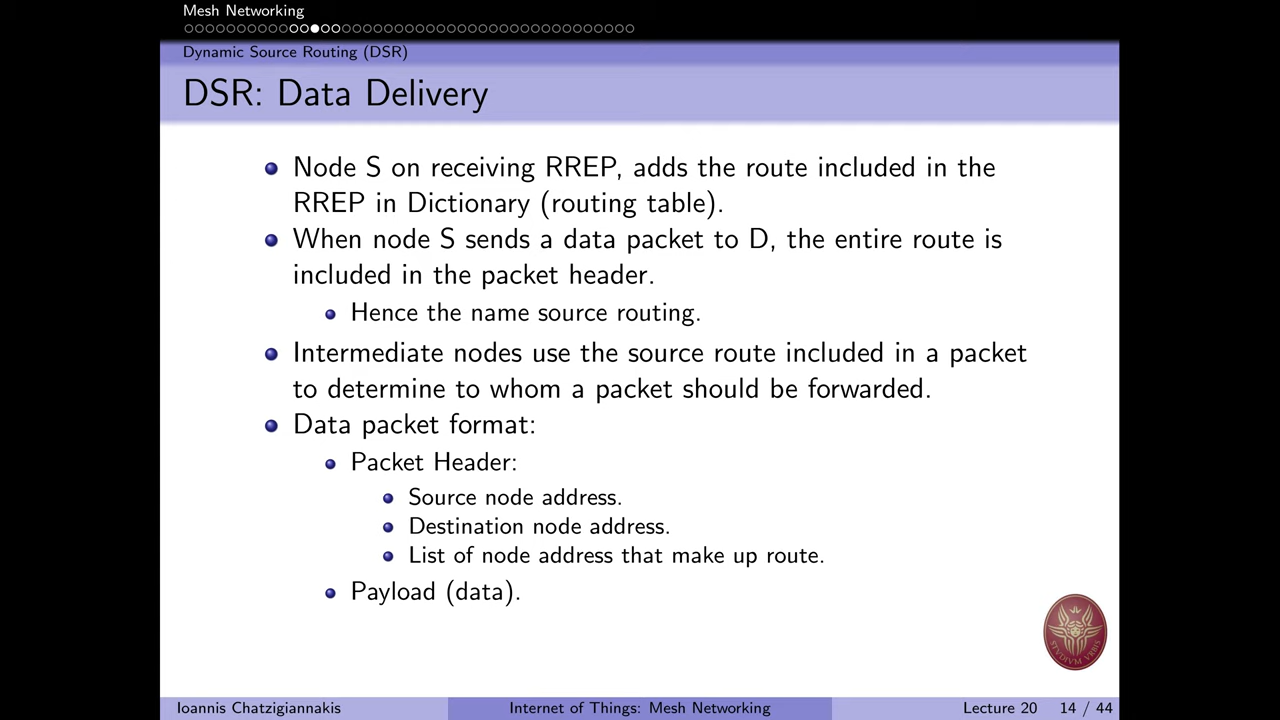 Mesh Networking
Dynamic Source Routing (DSR)
DSR: Data Delivery
Node S on receiving RREP, adds the route included in the
RREP in Dictionary (routing table).
When node S sends a data packet to D, the entire route is
included in the packet header.
Hence the name source routing.
Intermediate nodes use the source route included in a packet
to determine to whom a packet should be forwarded.
Data packet format:
Packet Header:
Source node address.
Destination node address.
List of node address that make up route.
Payload (data).
STVDIVM VRBIS
Ioannis Chatzigiannakis
Internet of Things: Mesh Networking
Lecture 20
14 / 44